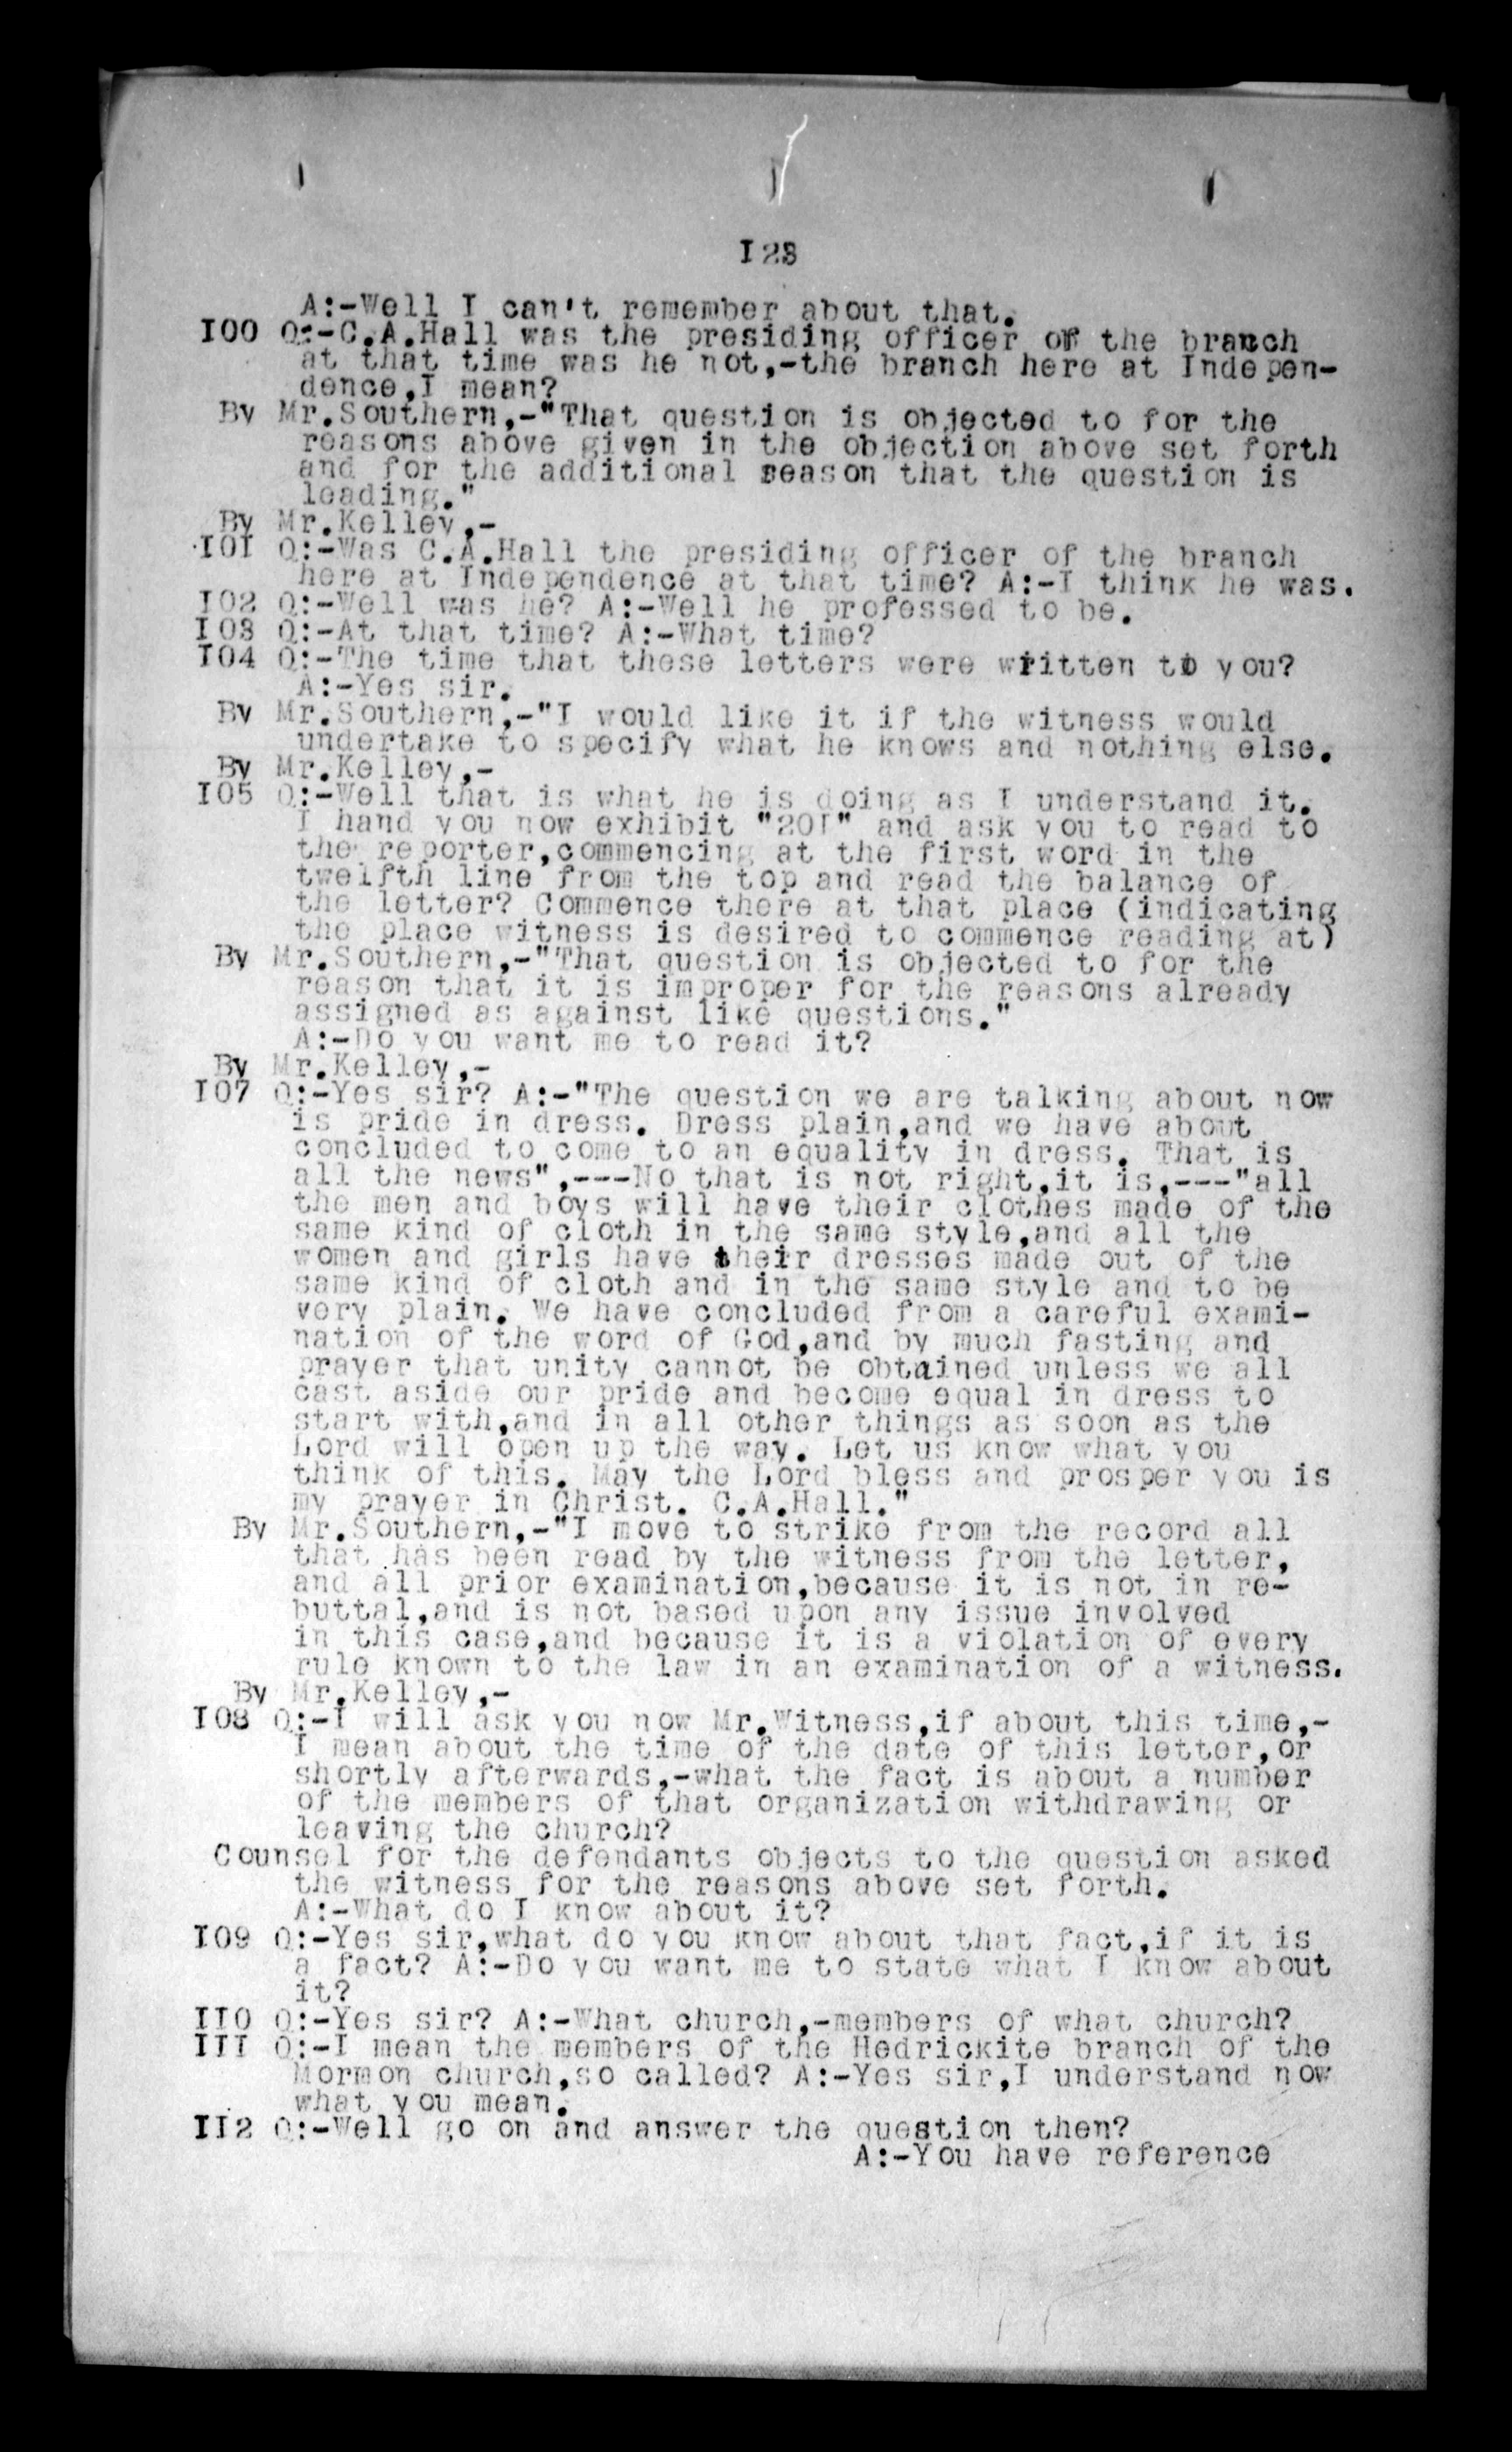 I23
A:-Well I can't remember about that.
I00 Q:-C.A.Hall was the presiding officer of the branch
at that time was he not,-the branch here at Indepen-
dence,I mean?
By Mr.Southern,-"That question is objected to for the
reasons above given in the objection above set forth
and for the additional reason that the question is
leading."
By Mr.Kelley,-
I0I Q:-Was C.A.Hall the presiding officer of the branch
here at Independence at that time? A:-I think he was.
I02 Q:-Well was he? A:-Well he professed to be.
I03 Q:-At that time? A:-What time?
I04 Q:-The time that these letters were written to you?
A:-Yes sir.
By Mr.Southern,-"I would like it if the witness would
undertake to specify what he knows and nothing else.
By Mr.Kelley,-
I05 Q:-Well that is what he is doing as I understand it.
I hand you now exhibit "20I" and ask you to read to
the reporter,commencing at the first word in the
twelfth line from the top and read the balance of
the letter? Commence there at that place (indicating
the place witness is desired to commence reading at)
By Mr.Southern,-"That question is objected to for the
reason that it is improper for the reasons already
assigned as against like questions."
A:-Do you want me to read it?
By Mr.Kelley,-
I07 Q:-Yes sir? A:-"The question we are talking about now
is pride in dress. Dress plain,and we have about
concluded to come to an equality in dress. That is
all the news",---No that is not right,it is,---"all
the men and boys will have their clothes made of the
same kind of cloth in the same style,and all the
women and girls have their dresses made out of the
same kind of cloth and in the same style and to be
very plain. We have concluded from a careful exami-
nation of the word of God,and by much fasting and
prayer that unity cannot be obtained unless we all
cast aside our pride and become equal in dress to
start with,and in all other things as soon as the
Lord will open up the way. Let us know what you
think of this. May the Lord bless and prosper you is
my prayer in Christ. C.A.Hall."
By Mr.Southern,-"I move to strike from the record all
that has been read by the witness from the letter,
and all prior examination,because it is not in re-
buttal,and is not based upon any issue involved
in this case,and because it is a violation of every
rule known to the law in an examination of a witness.
By Mr.Kelley,-
I08 Q:-I will ask you now Mr.Witness,if about this time,-
I mean about the time of the date of this letter,or
shortly afterwards,-what the fact is about a number
of the members of that organization withdrawing or
leaving the church?
Counsel for the defendants objects to the question asked
the witness for the reasons above set forth.
A:-What do I know about it?
I09 Q:-Yes sir,what do you know about that fact,if it is
a fact? A:-Do you want me to state what I know about
it?
II0 Q:-Yes sir? A:-What church,-members of what church?
III Q:-I mean the members of the Hedrickite branch of the
Mormon church,so called? A:-Yes sir,I understand now
what you mean.
II2 Q:-Well go on and answer the question then?
A:-You have reference